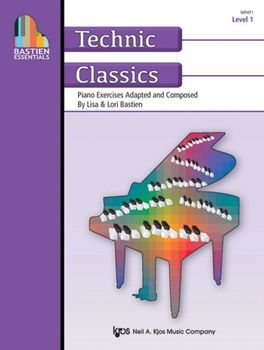 WP471
Level 1
BASTIEN
ESSENTIALS
Technic
Classics
Piano Exercises Adapted and Composed
By Lisa & Lori Bastien
kjos Neil A. Kjos Music Company